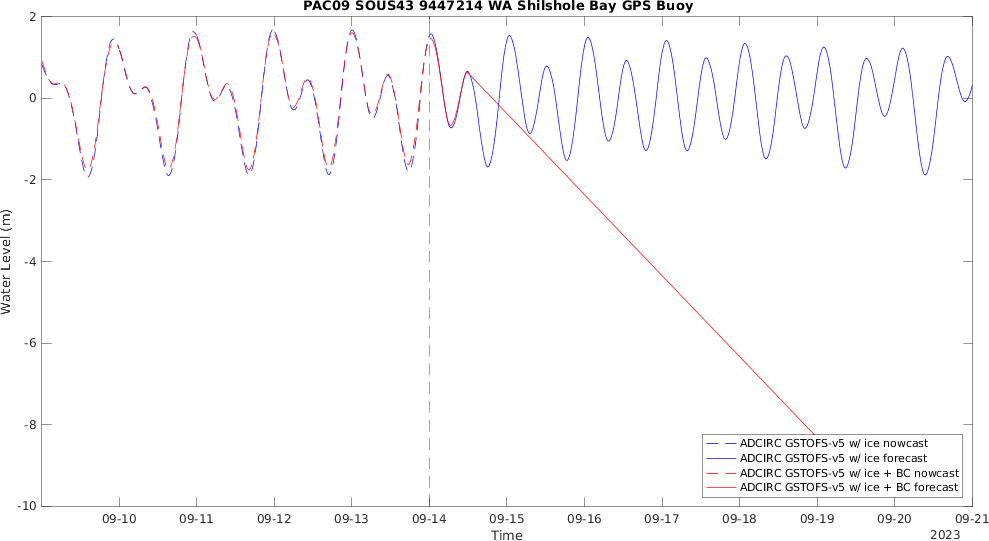 PAC09 SOUS43 9447214 WA Shilshole Bay GPS Buoy
2
0
-2
-4
-6
-8
-10
Water Level (m)
ADCIRC GSTOFS-v5 w/ ice nowcast
ADCIRC GSTOFS-v5 w/ ice forecast
ADCIRC GSTOFS-v5 w/ ice + BC nowcast
ADCIRC GSTOFS-v5 w/ ice + BC forecast
09-10 09-11 09-12 09-13 09-14 09-15 09-16 09-17 09-18 09-19 09-20 09-21
Time
2023